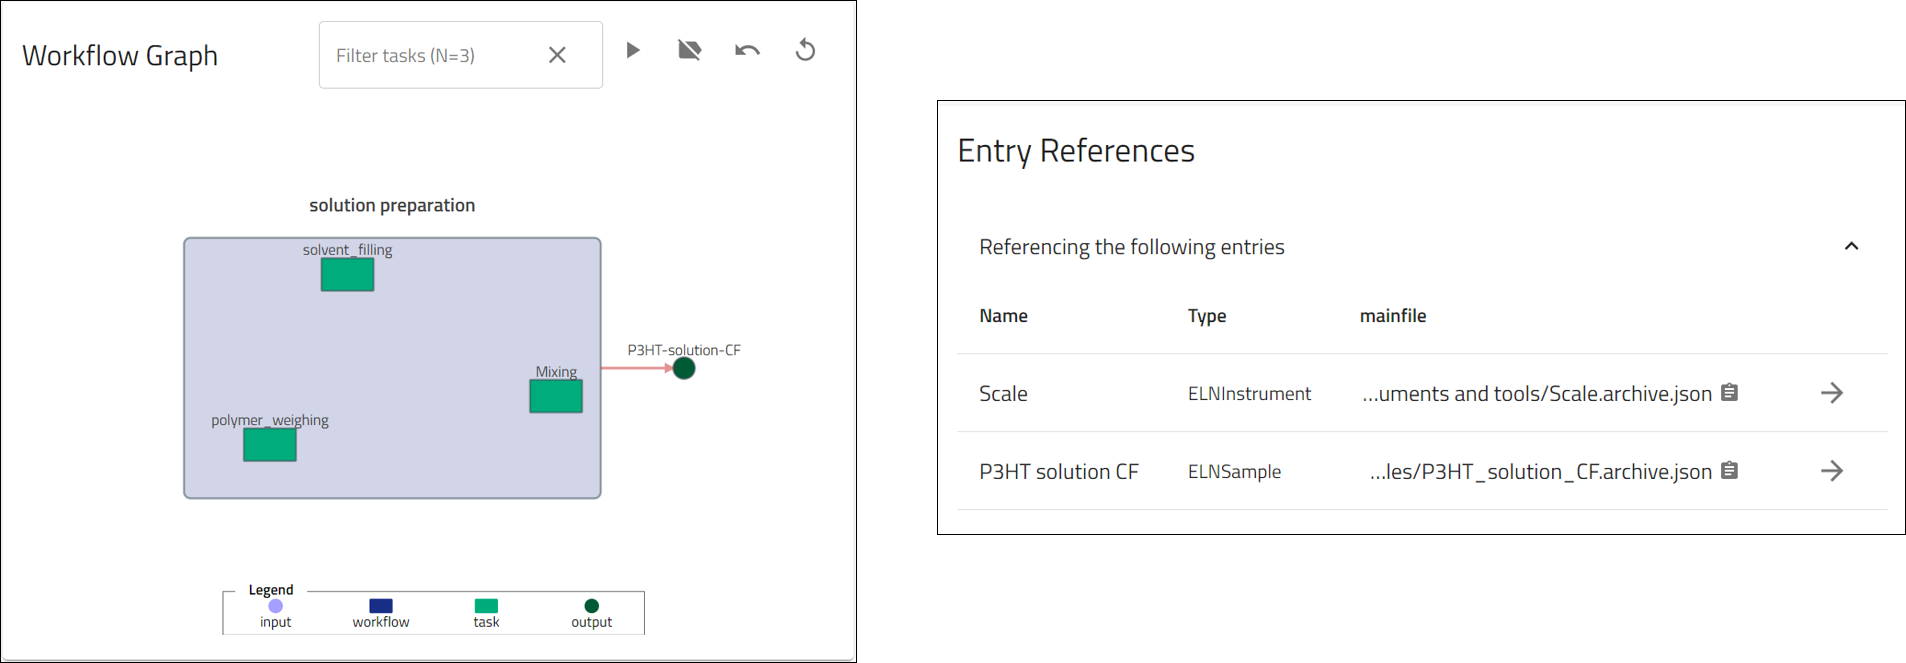 Workflow Graph
Filter tasks (N=3)
solution preparation
solvent_filling
P3HT-solution-CF
Mixing
polymer_weighing
Legend
input workflow task output
Entry References
Referencing the following entries
Name Type mainfile
Scale ELNInstrument ...uments and tools/Scale.archive.json
P3HT solution CF ELNSample ...les/P3HT_solution_CF.archive.json